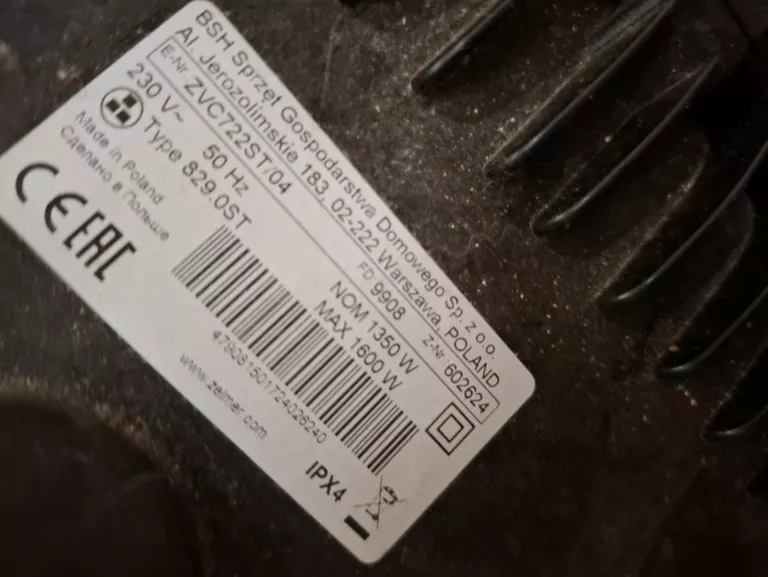 BSH Sprzęt Gospodarstwa Domowego Sp. z o.o.
Al. Jerozolimskie 183, 02-222 Warszawa, POLAND
E-Nr.: ZVC722ST/04 FD 9908 Z-Nr.: 602624
230 V~ 50 Hz NOM 1350 W
Type 829.0ST MAX 1600 W
Made in Poland
Сделано в Польше
CE EAC
479081501724026240
www.zelmer.com
IPX4